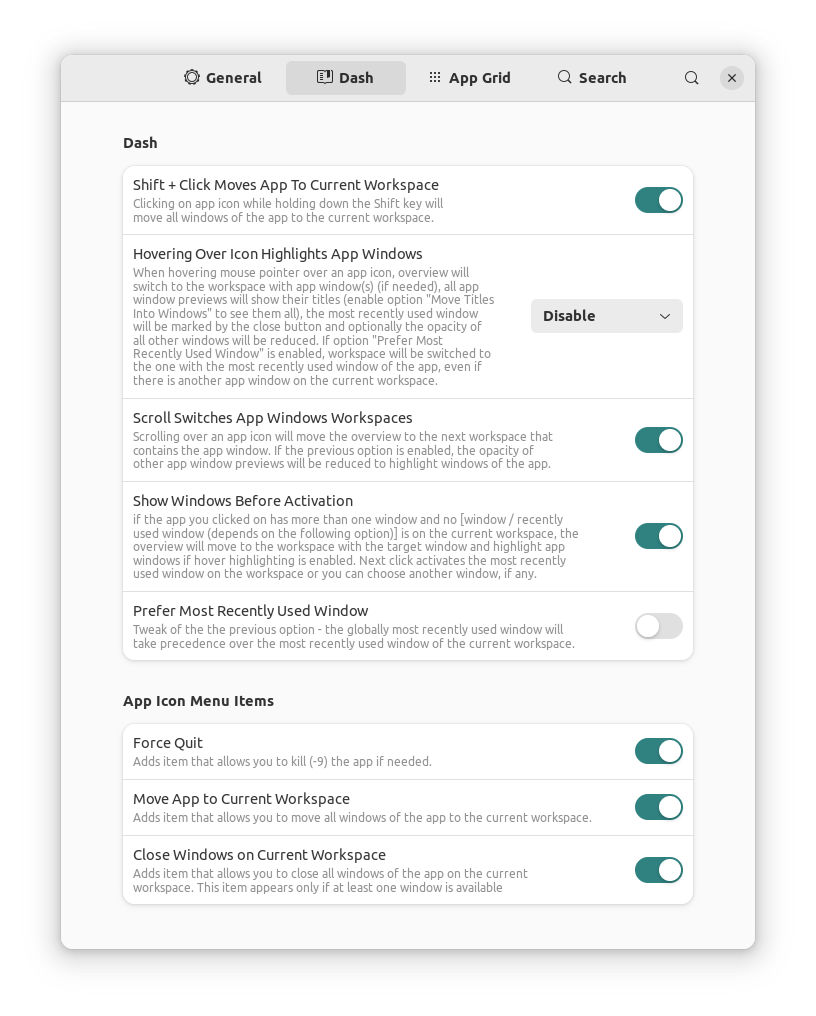 General
Dash
App Grid
Search
Dash
Shift + Click Moves App To Current Workspace
Clicking on app icon while holding down the Shift key will
move all windows of the app to the current workspace.
Hovering Over Icon Highlights App Windows
When hovering mouse pointer over an app icon, overview will
switch to the workspace with app window(s) (if needed), all app
window previews will show their titles (enable option "Move Titles
Into Windows" to see them all), the most recently used window
will be marked by the close button and optionally the opacity of
all other windows will be reduced. If option "Prefer Most
Recently Used Window" is enabled, workspace will be switched to
the one with the most recently used window of the app, even if
there is another app window on the current workspace.
Disable
Scroll Switches App Windows Workspaces
Scrolling over an app icon will move the overview to the next workspace that
contains the app window. If the previous option is enabled, the opacity of
other app window previews will be reduced to highlight windows of the app.
Show Windows Before Activation
if the app you clicked on has more than one window and no [window / recently
used window (depends on the following option)] is on the current workspace, the
overview will move to the workspace with the target window and highlight app
windows if hover highlighting is enabled. Next click activates the most recently
used window on the workspace or you can choose another window, if any.
Prefer Most Recently Used Window
Tweak of the the previous option - the globally most recently used window will
take precedence over the most recently used window of the current workspace.
App Icon Menu Items
Force Quit
Adds item that allows you to kill (-9) the app if needed.
Move App to Current Workspace
Adds item that allows you to move all windows of the app to the current workspace.
Close Windows on Current Workspace
Adds item that allows you to close all windows of the app on the current
workspace. This item appears only if at least one window is available